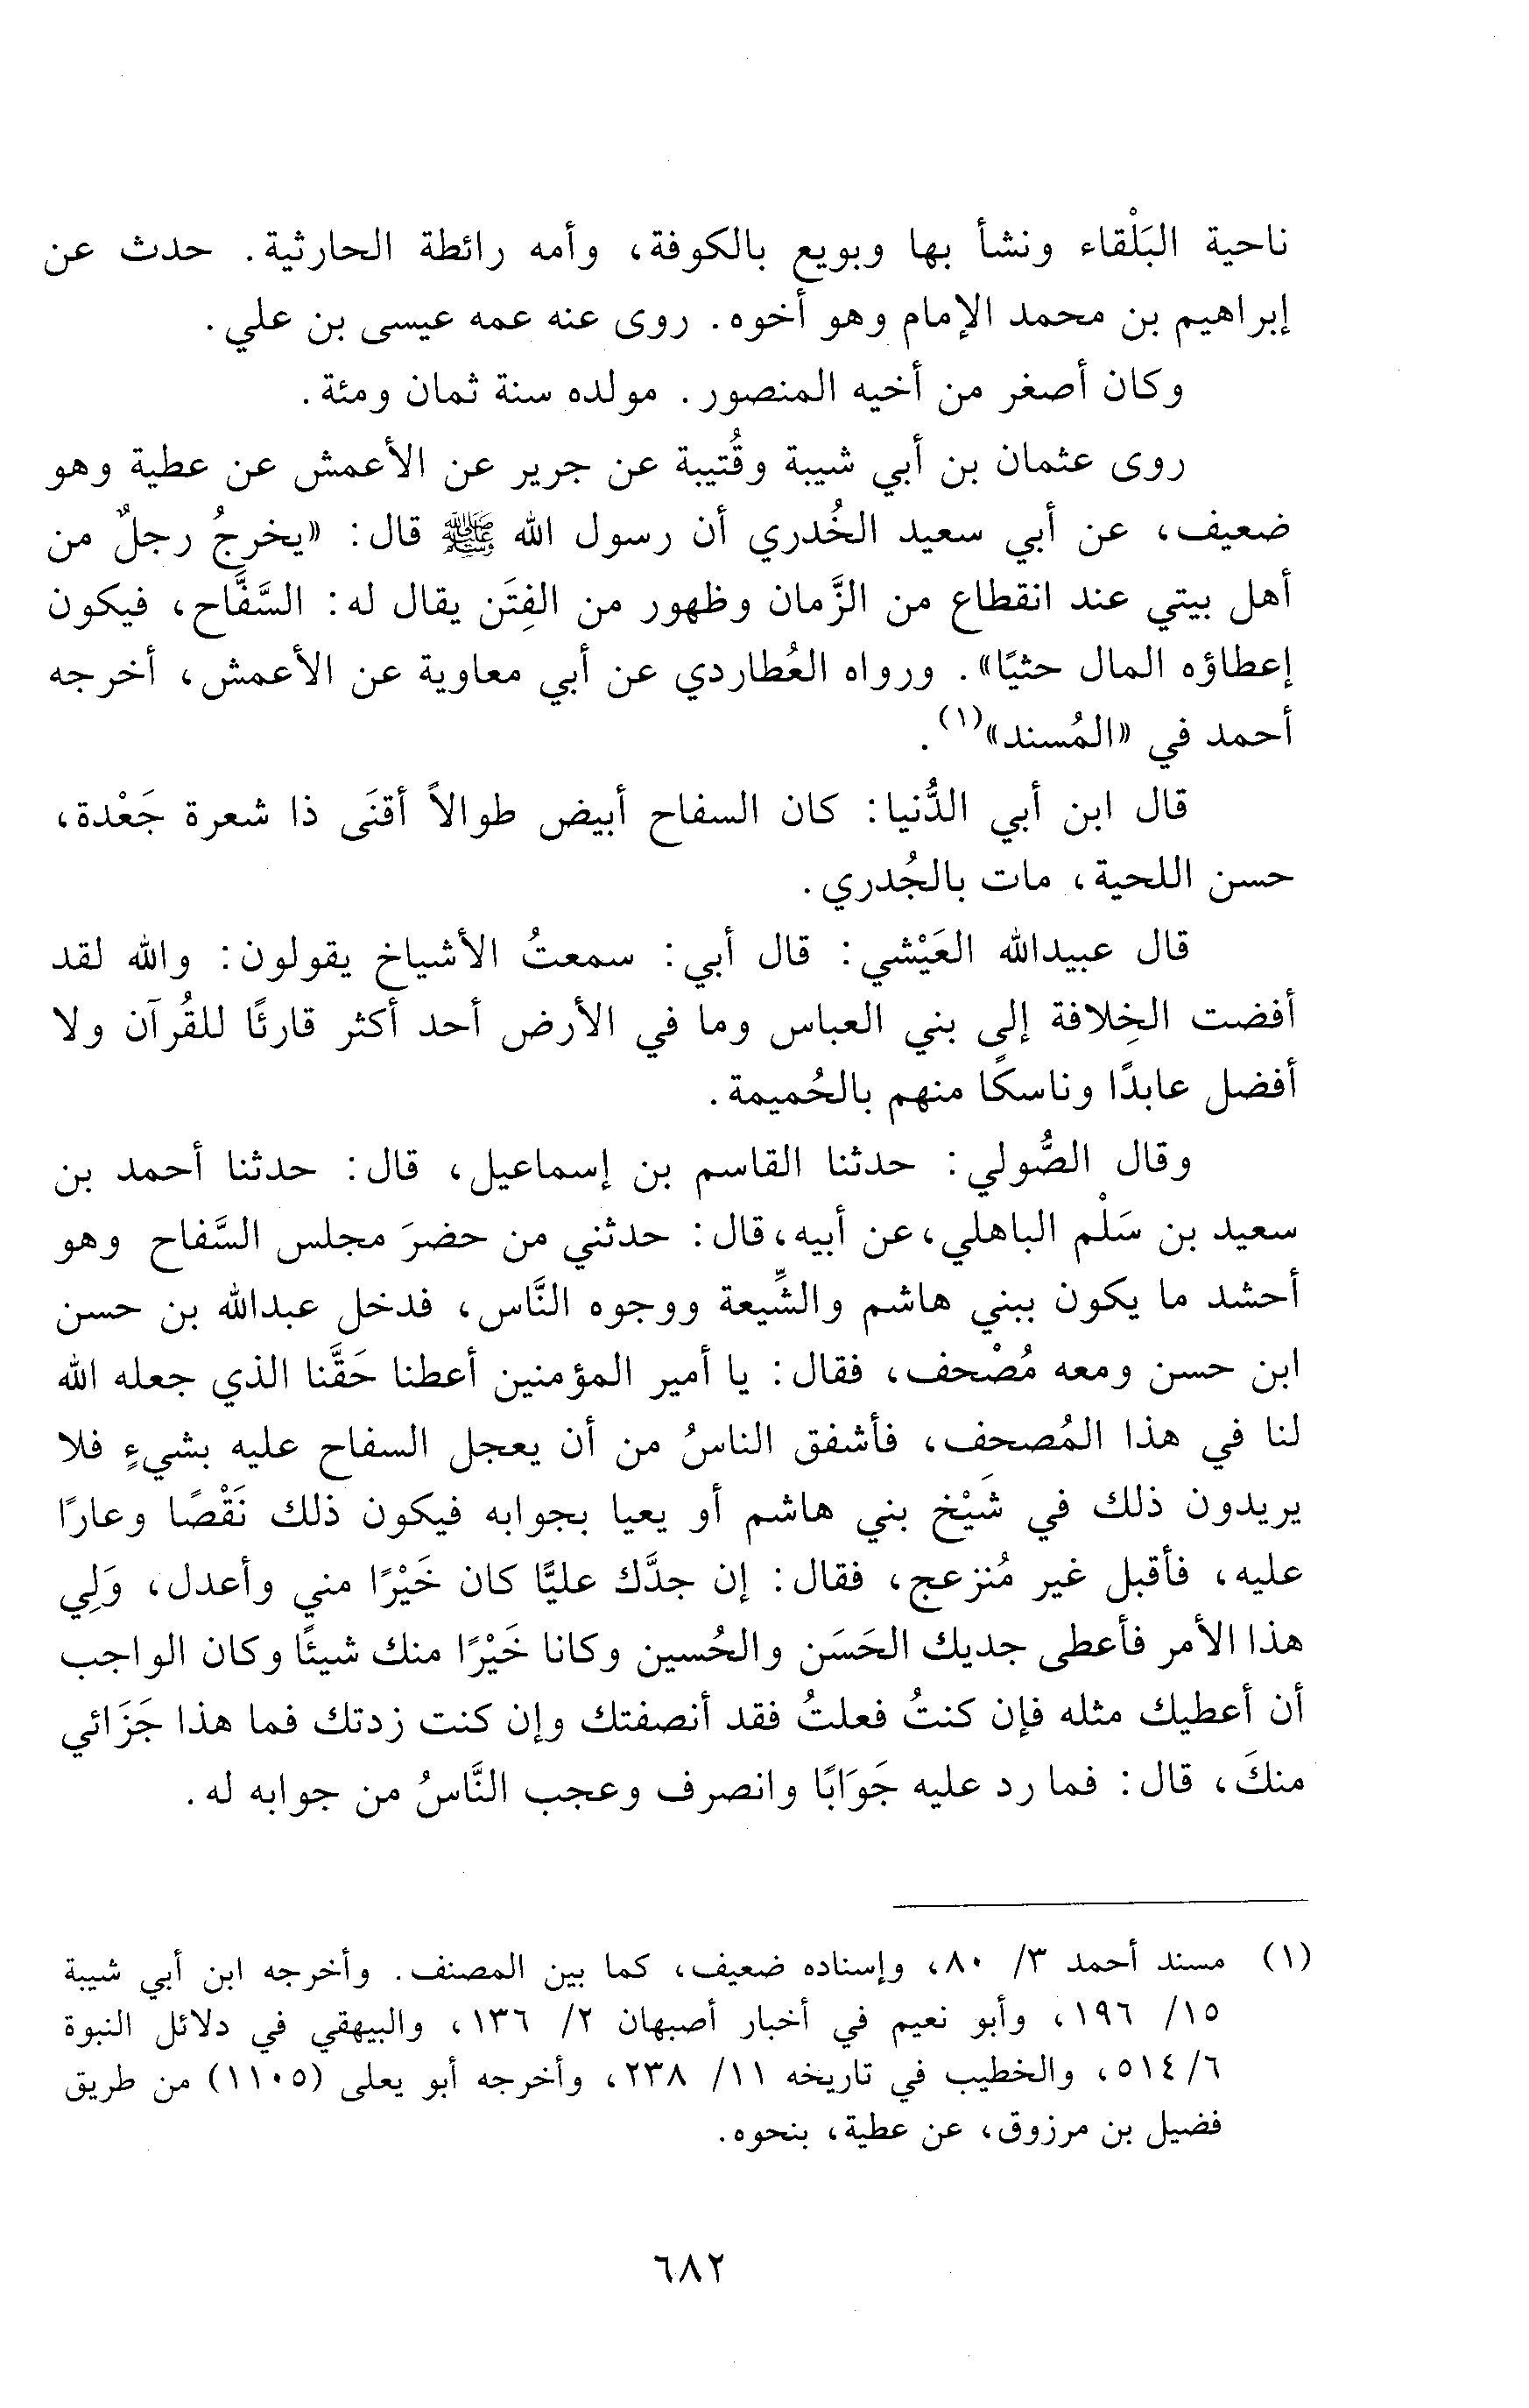 ناحية البَلْقاء ونشأ بها وبويع بالكوفة، وأمه رائطة الحارثية. حدث عن
إبراهيم بن محمد الإمام وهو أخوه. روى عنه عمه عيسى بن علي.
وكان أصغر من أخيه المنصور. مولده سنة ثمان ومئة.
روى عثمان بن أبي شيبة وقُتيبة عن جرير عن الأعمش عن عطية وهو
ضعيف، عن أبي سعيد الخُدري أن رسول الله ﷺ قال: «يخرجُ رجلٌ من
أهل بيتي عند انقطاع من الزَّمان وظهور من الفِتَن يقال له: السَّفَّاح، فيكون
إعطاؤه المال حثيًا». ورواه العُطاردي عن أبي معاوية عن الأعمش، أخرجه
أحمد في «المُسند»(١).
قال ابن أبي الدُّنيا: كان السفاح أبيض طوالاً أقنَى ذا شعرة جَعْدة،
حسن اللحية، مات بالجُدري.
قال عبيدالله العَيْشي: قال أبي: سمعتُ الأشياخ يقولون: والله لقد
أفضت الخِلافة إلى بني العباس وما في الأرض أحد أكثر قارئًا للقُرآن ولا
أفضل عابدًا وناسكًا منهم بالحُميمة.
وقال الصُّولي: حدثنا القاسم بن إسماعيل، قال: حدثنا أحمد بن
سعيد بن سَلْم الباهلي، عن أبيه، قال: حدثني من حضرَ مجلس السَّفاح وهو
أحشد ما يكون ببني هاشم والشِّيعة ووجوه النَّاس، فدخل عبدالله بن حسن
ابن حسن ومعه مُصْحف، فقال: يا أمير المؤمنين أعطنا حَقَّنا الذي جعله الله
لنا في هذا المُصحف، فأشفق الناسُ من أن يعجل السفاح عليه بشيءٍ فلا
يريدون ذلك في شَيْخ بني هاشم أو يعيا بجوابه فيكون ذلك نَقْصًا وعارًا
عليه، فأقبل غير مُنزعج، فقال: إن جدَّك عليًّا كان خَيْرًا مني وأعدل، وَلِي
هذا الأمر فأعطى جديك الحَسَن والحُسين وكانا خَيْرًا منك شيئًا وكان الواجب
أن أعطيك مثله فإن كنتُ فعلتُ فقد أنصفتك وإن كنت زدتك فما هذا جَزَائي
منكَ، قال: فما رد عليه جَوَابًا وانصرف وعجب النَّاسُ من جوابه له.
(١) مسند أحمد ٣/ ٨٠، وإسناده ضعيف، كما بين المصنف. وأخرجه ابن أبي شيبة
١٥/ ١٩٦، وأبو نعيم في أخبار أصبهان ٢/ ١٣٦، والبيهقي في دلائل النبوة
٦/ ٥١٤، والخطيب في تاريخه ١١/ ٢٣٨، وأخرجه أبو يعلى (١١٠٥) من طريق
فضيل بن مرزوق، عن عطية، بنحوه.
٦٨٢